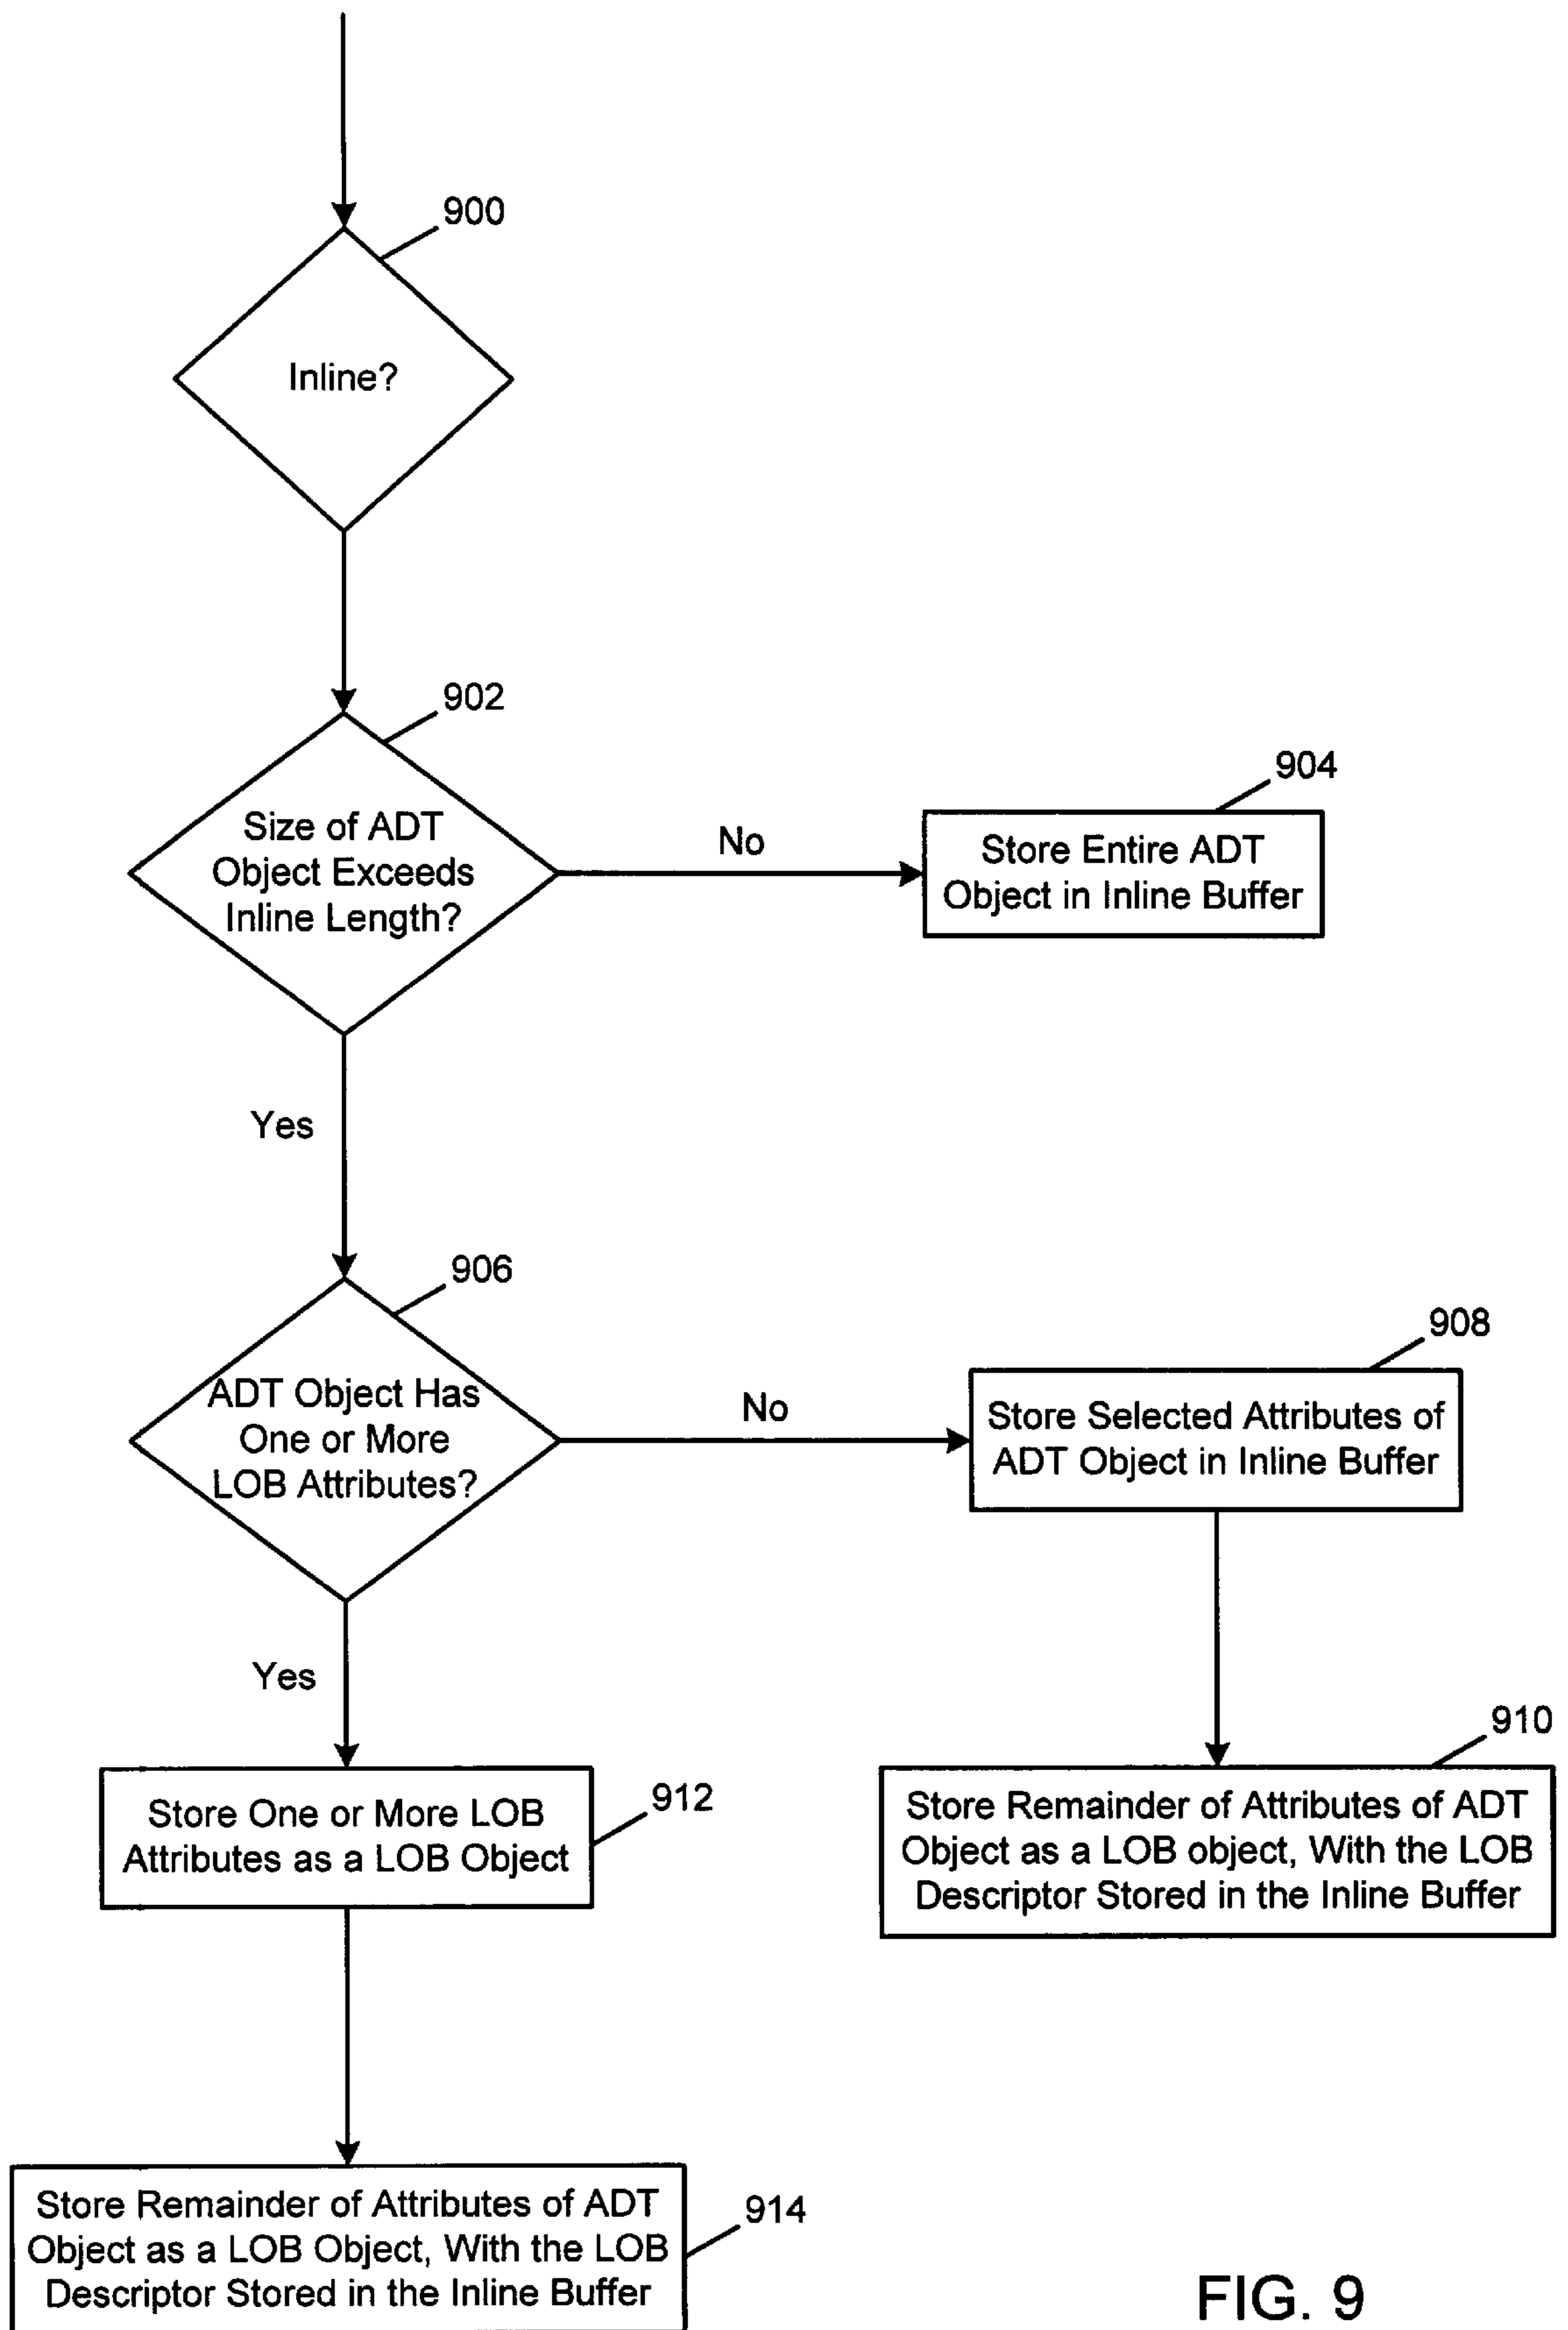 900
Inline?
902
Size of ADT
Object Exceeds
Inline Length?
No
904
Store Entire ADT
Object in Inline Buffer
Yes
906
ADT Object Has
One or More
LOB Attributes?
No
908
Store Selected Attributes of
ADT Object in Inline Buffer
Yes
910
Store Remainder of Attributes of ADT
Object as a LOB object, With the LOB
Descriptor Stored in the Inline Buffer
912
Store One or More LOB
Attributes as a LOB Object
914
Store Remainder of Attributes of ADT
Object as a LOB Object, With the LOB
Descriptor Stored in the Inline Buffer
FIG. 9